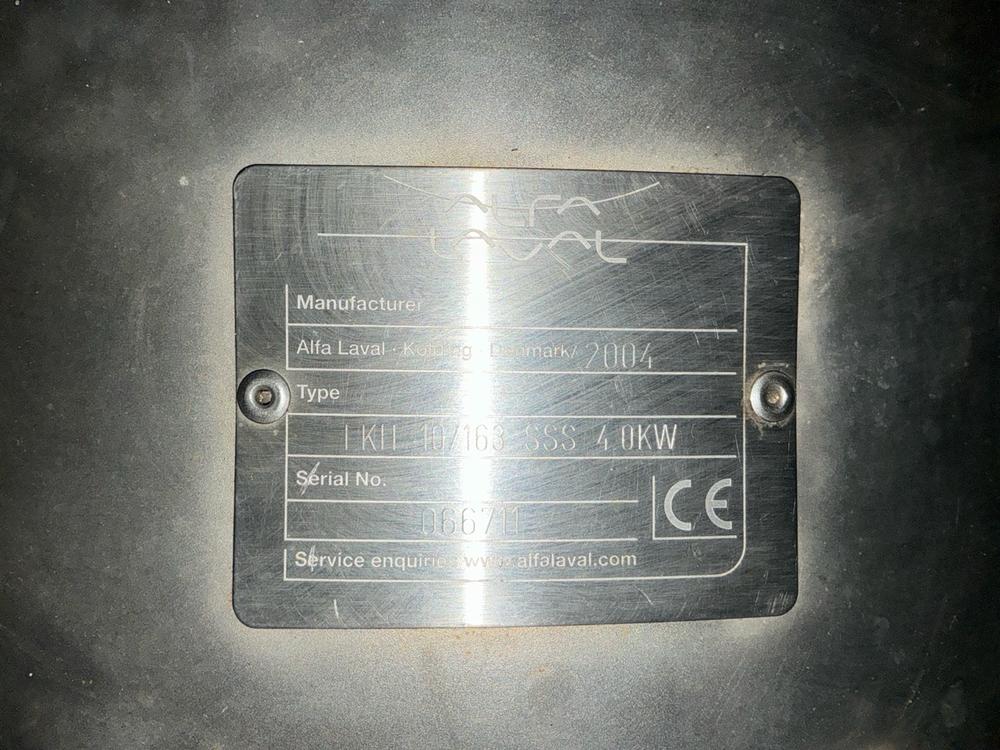 ALFA
LAVAL
Manufacturer
Alfa Laval · Kolding · Denmark/ 2004
Type
LKH 10/163 SSS 4.0KW
Serial No.
066711
Service enquiries www.alfalaval.com
CE